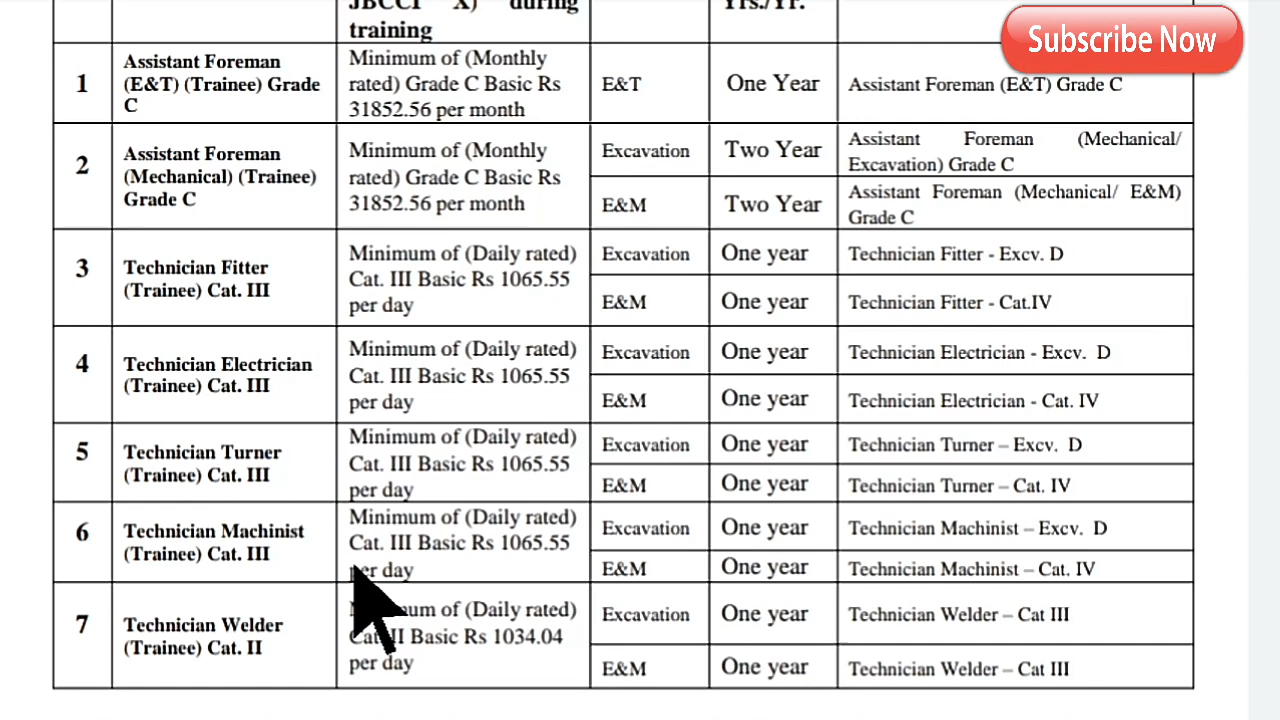 JBCCI X) during
Yrs./Yr.
training
Subscribe Now
1
Assistant Foreman
(E&T) (Trainee) Grade
C
Minimum of (Monthly
rated) Grade C Basic Rs
31852.56 per month
E&T
One Year
Assistant Foreman (E&T) Grade C
2
Assistant Foreman
(Mechanical) (Trainee)
Grade C
Minimum of (Monthly
rated) Grade C Basic Rs
31852.56 per month
Excavation
Two Year
Assistant Foreman (Mechanical/
Excavation) Grade C
E&M
Two Year
Assistant Foreman (Mechanical/ E&M)
Grade C
3
Technician Fitter
(Trainee) Cat. III
Minimum of (Daily rated)
Cat. III Basic Rs 1065.55
per day
Excavation
One year
Technician Fitter - Excv. D
E&M
One year
Technician Fitter - Cat.IV
4
Technician Electrician
(Trainee) Cat. III
Minimum of (Daily rated)
Cat. III Basic Rs 1065.55
per day
Excavation
One year
Technician Electrician - Excv. D
E&M
One year
Technician Electrician - Cat. IV
5
Technician Turner
(Trainee) Cat. III
Minimum of (Daily rated)
Cat. III Basic Rs 1065.55
per day
Excavation
One year
Technician Turner – Excv. D
E&M
One year
Technician Turner – Cat. IV
6
Technician Machinist
(Trainee) Cat. III
Minimum of (Daily rated)
Cat. III Basic Rs 1065.55
per day
Excavation
One year
Technician Machinist – Excv. D
E&M
One year
Technician Machinist – Cat. IV
7
Technician Welder
(Trainee) Cat. II
Minimum of (Daily rated)
Cat. II Basic Rs 1034.04
per day
Excavation
One year
Technician Welder – Cat III
E&M
One year
Technician Welder – Cat III